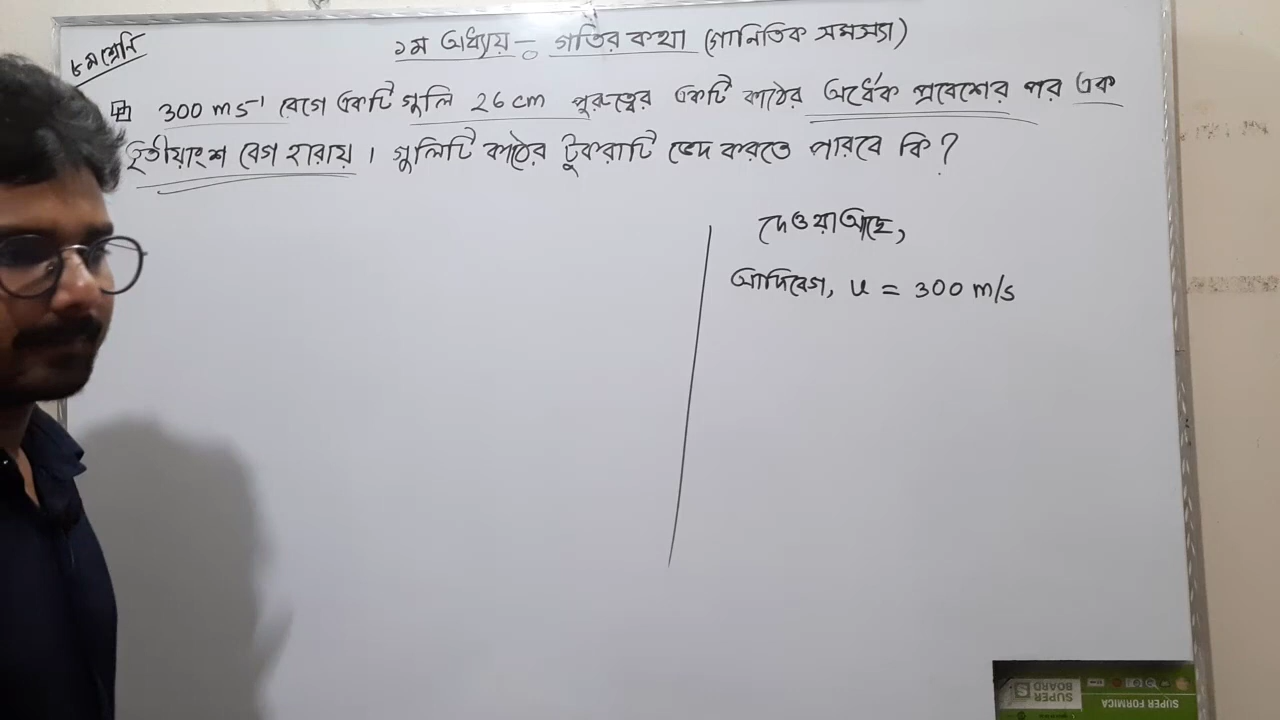 ৮ম শ্রেণি
১ম অধ্যায় -ঃ গতির কথা (গানিতিক সমস্যা)
300 ms⁻¹ বেগে একটি গুলি 26 cm পুরুত্বের একটি কাঠের অর্ধেক প্রবেশের পর এক
তৃতীয়াংশ বেগ হারায়। গুলিটি কাঠের টুকরাটি ভেদ করতে পারবে কি?
দেওয়া আছে,
আদিবেগ, u = 300 m/s
SUPER BOARD
SUPER FORMICA